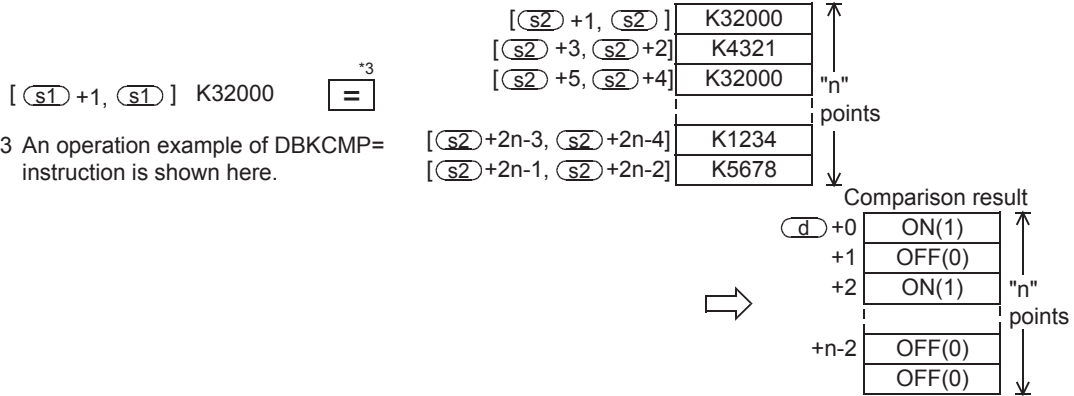 [ s2 +1, s2 ] K32000
[ s2 +3, s2 +2] K4321
[ s2 +5, s2 +4] K32000
"n"
points
*3
[ s1 +1, s1 ] K32000 =
3 An operation example of DBKCMP=
instruction is shown here.
[ s2 +2n-3, s2 +2n-4] K1234
[ s2 +2n-1, s2 +2n-2] K5678
Comparison result
d +0 ON(1)
+1 OFF(0)
+2 ON(1)
"n"
points
+n-2 OFF(0)
OFF(0)